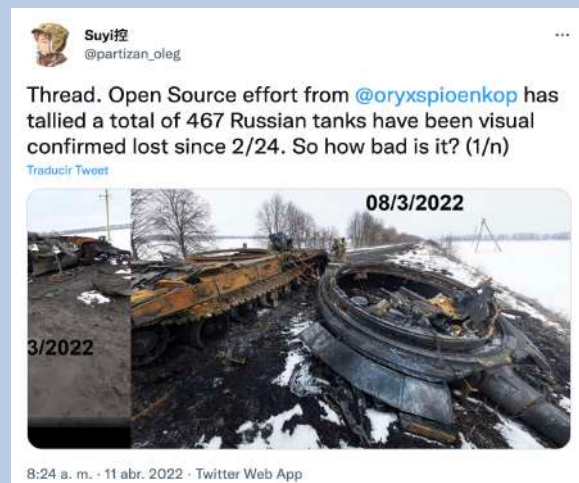 Suyi控
@partizan_oleg
Thread. Open Source effort from @oryxspioenkop has
tallied a total of 467 Russian tanks have been visual
confirmed lost since 2/24. So how bad is it? (1/n)
Traducir Tweet
08/3/2022
3/2022
8:24 a. m. · 11 abr. 2022 · Twitter Web App